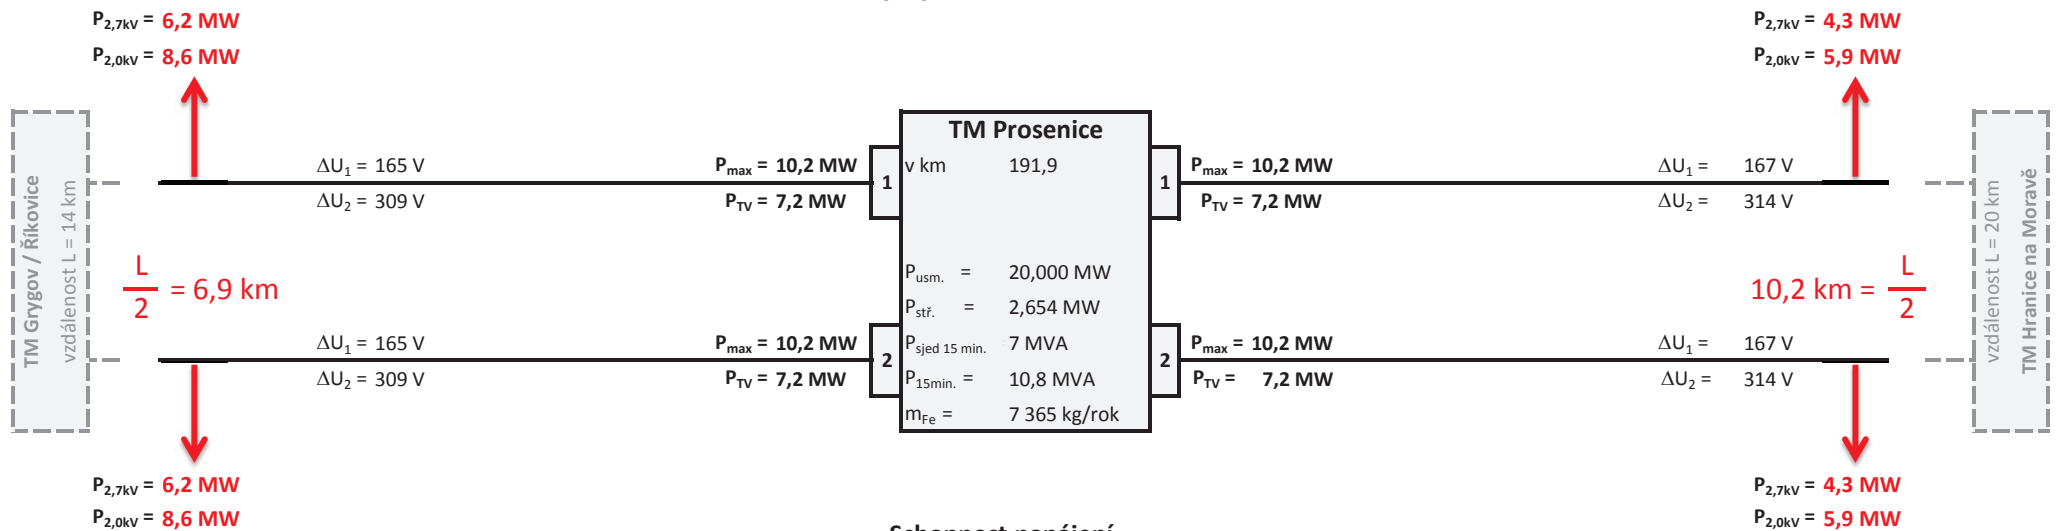 P2,7kV = 6,2 MW
P2,0kV = 8,6 MW
P2,7kV = 4,3 MW
P2,0kV = 5,9 MW
TM Grygov / Říkovice
vzdálenost L = 14 km
L
2
= 6,9 km
ΔU1 = 165 V
ΔU2 = 309 V
Pmax = 10,2 MW
PTV = 7,2 MW
1
TM Prosenice
v km 191,9
1
Pmax = 10,2 MW
PTV = 7,2 MW
ΔU1 = 167 V
ΔU2 = 314 V
Pusm. = 20,000 MW
Pstř. = 2,654 MW
Psjed 15 min. 7 MVA
P15min. = 10,8 MVA
mFe = 7 365 kg/rok
10,2 km =
L
2
vzdálenost L = 20 km
TM Hranice na Moravě
ΔU1 = 165 V
ΔU2 = 309 V
Pmax = 10,2 MW
PTV = 7,2 MW
2
2
Pmax = 10,2 MW
PTV = 7,2 MW
ΔU1 = 167 V
ΔU2 = 314 V
P2,7kV = 6,2 MW
P2,0kV = 8,6 MW
P2,7kV = 4,3 MW
P2,0kV = 5,9 MW